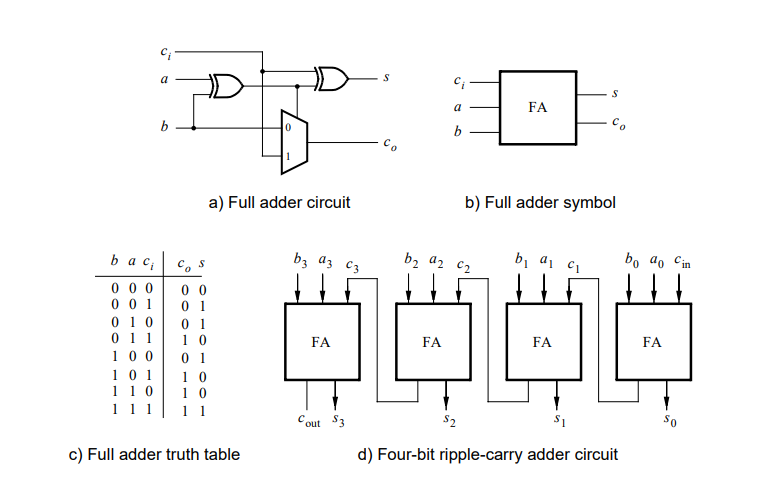 c_i
a
b
0
1
s
c_o
a) Full adder circuit
c_i
a
b
FA
s
c_o
b) Full adder symbol
b a c_i c_o s
0 0 0 0 0
0 0 1 0 1
0 1 0 0 1
0 1 1 1 0
1 0 0 0 1
1 0 1 1 0
1 1 0 1 0
1 1 1 1 1
c) Full adder truth table
b_3 a_3 c_3 b_2 a_2 c_2 b_1 a_1 c_1 b_0 a_0 c_in
FA FA FA FA
c_out s_3 s_2 s_1 s_0
d) Four-bit ripple-carry adder circuit